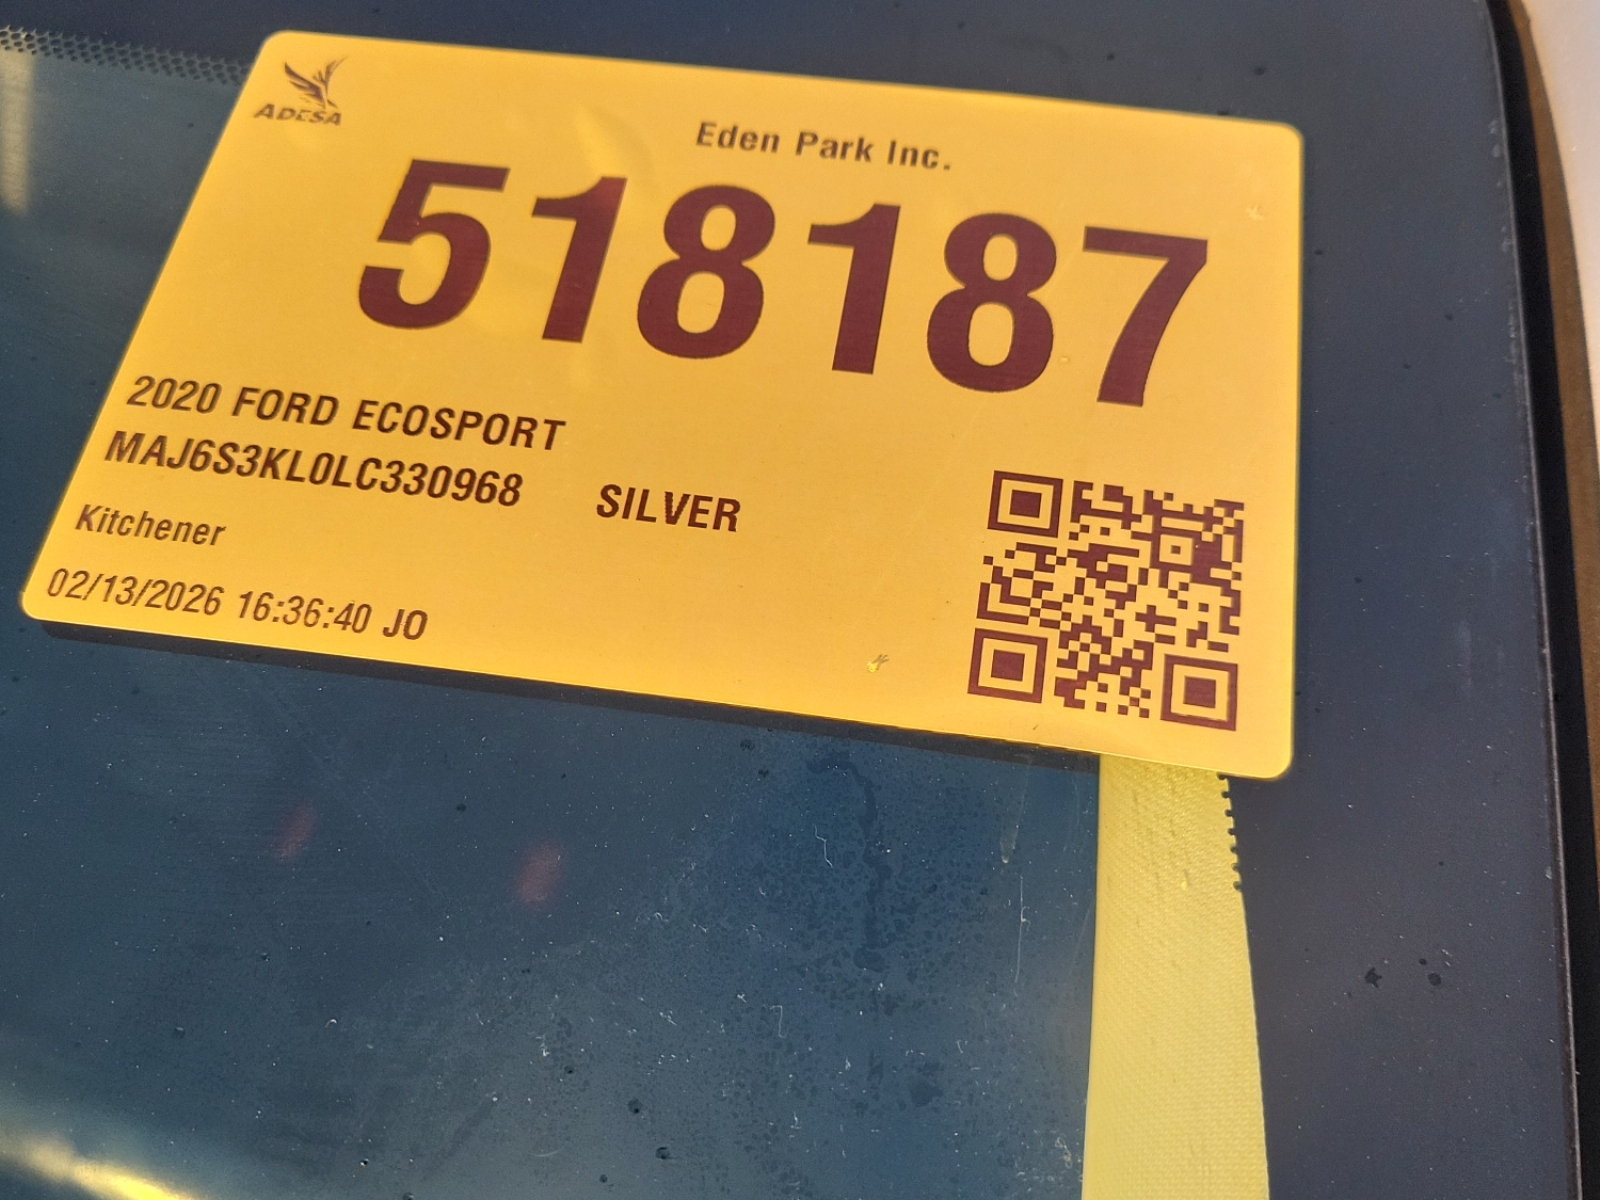 ADESA
Eden Park Inc.
518187
2020 FORD ECOSPORT
MAJ6S3KL0LC330968 SILVER
Kitchener
02/13/2026 16:36:40 JO